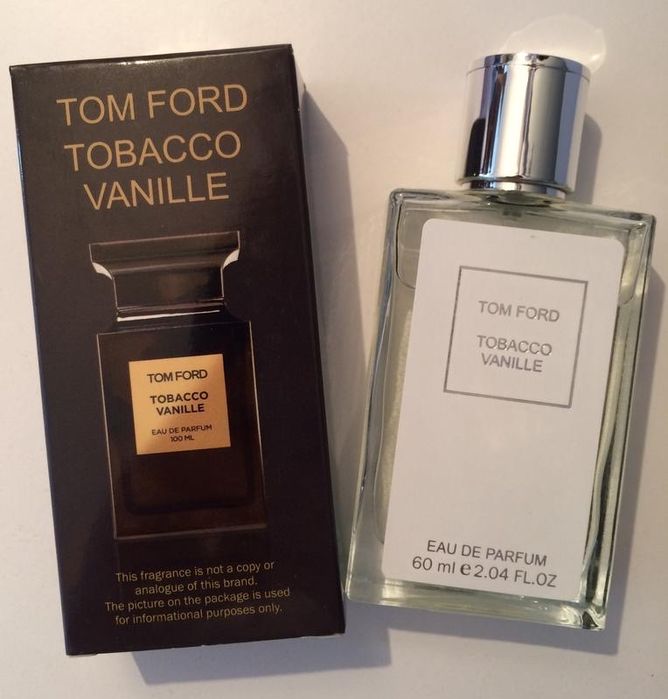 TOM FORD
TOBACCO
VANILLE
TOM FORD
TOBACCO
VANILLE
EAU DE PARFUM
100 ML
This fragrance is not a copy or
analogue of this brand.
The picture on the package is used
for informational purposes only.
TOM FORD
TOBACCO
VANILLE
EAU DE PARFUM
60 ml e 2.04 FL.OZ